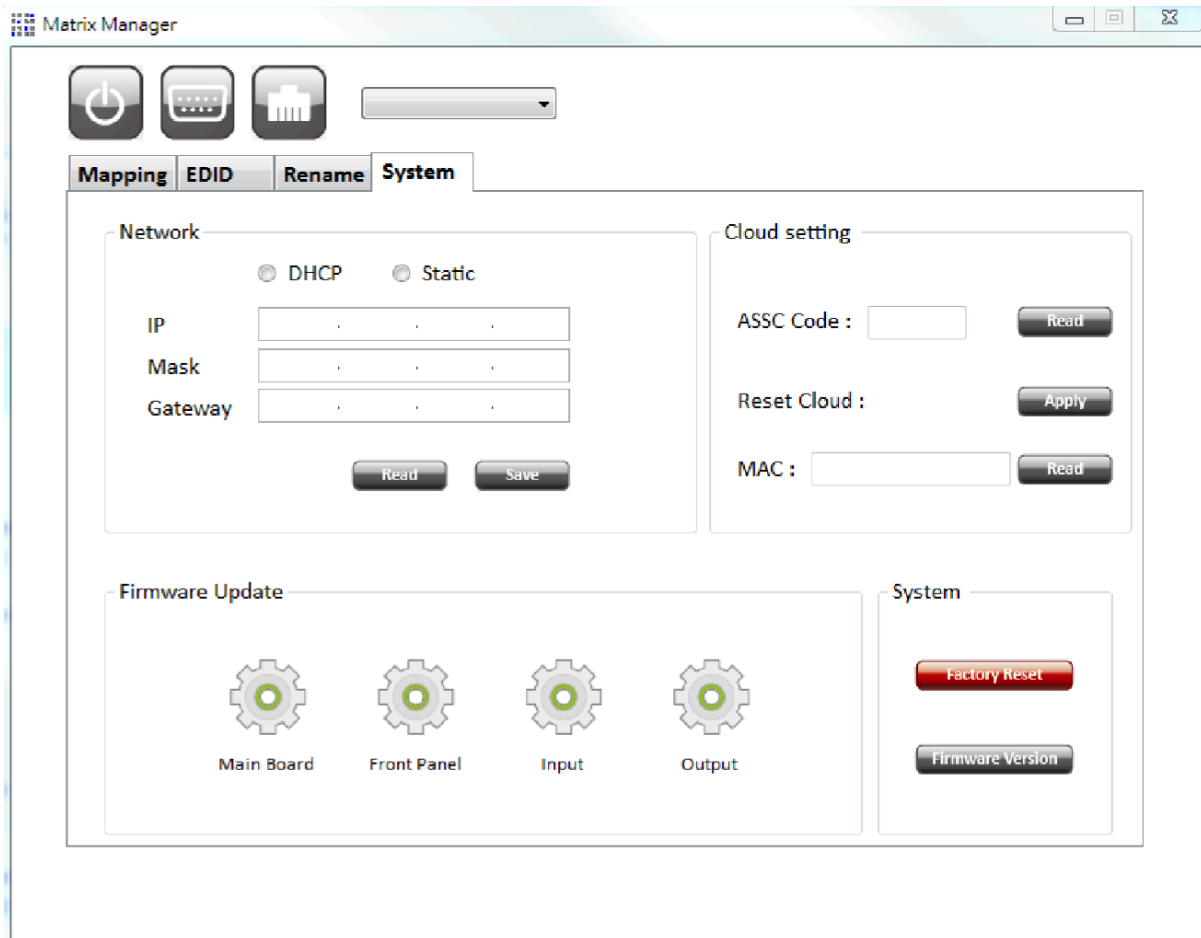 Matrix Manager
Mapping EDID Rename System
Network
DHCP Static
IP
Mask
Gateway
Read Save
Cloud setting
ASSC Code : Read
Reset Cloud : Apply
MAC : Read
Firmware Update
Main Board Front Panel Input Output
System
Factory Reset
Firmware Version